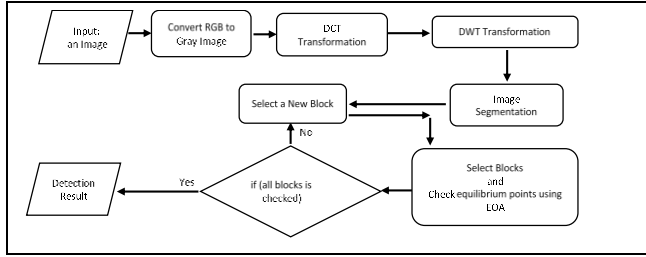 Input:
an Image
Convert RGB to
Gray Image
DCT
Transformation
DWT Transformation
Image
Segmentation
Select a New Block
No
Select Blocks
and
Check equilibrium points using
EOA
if (all blocks is
checked)
Yes
Detection
Result